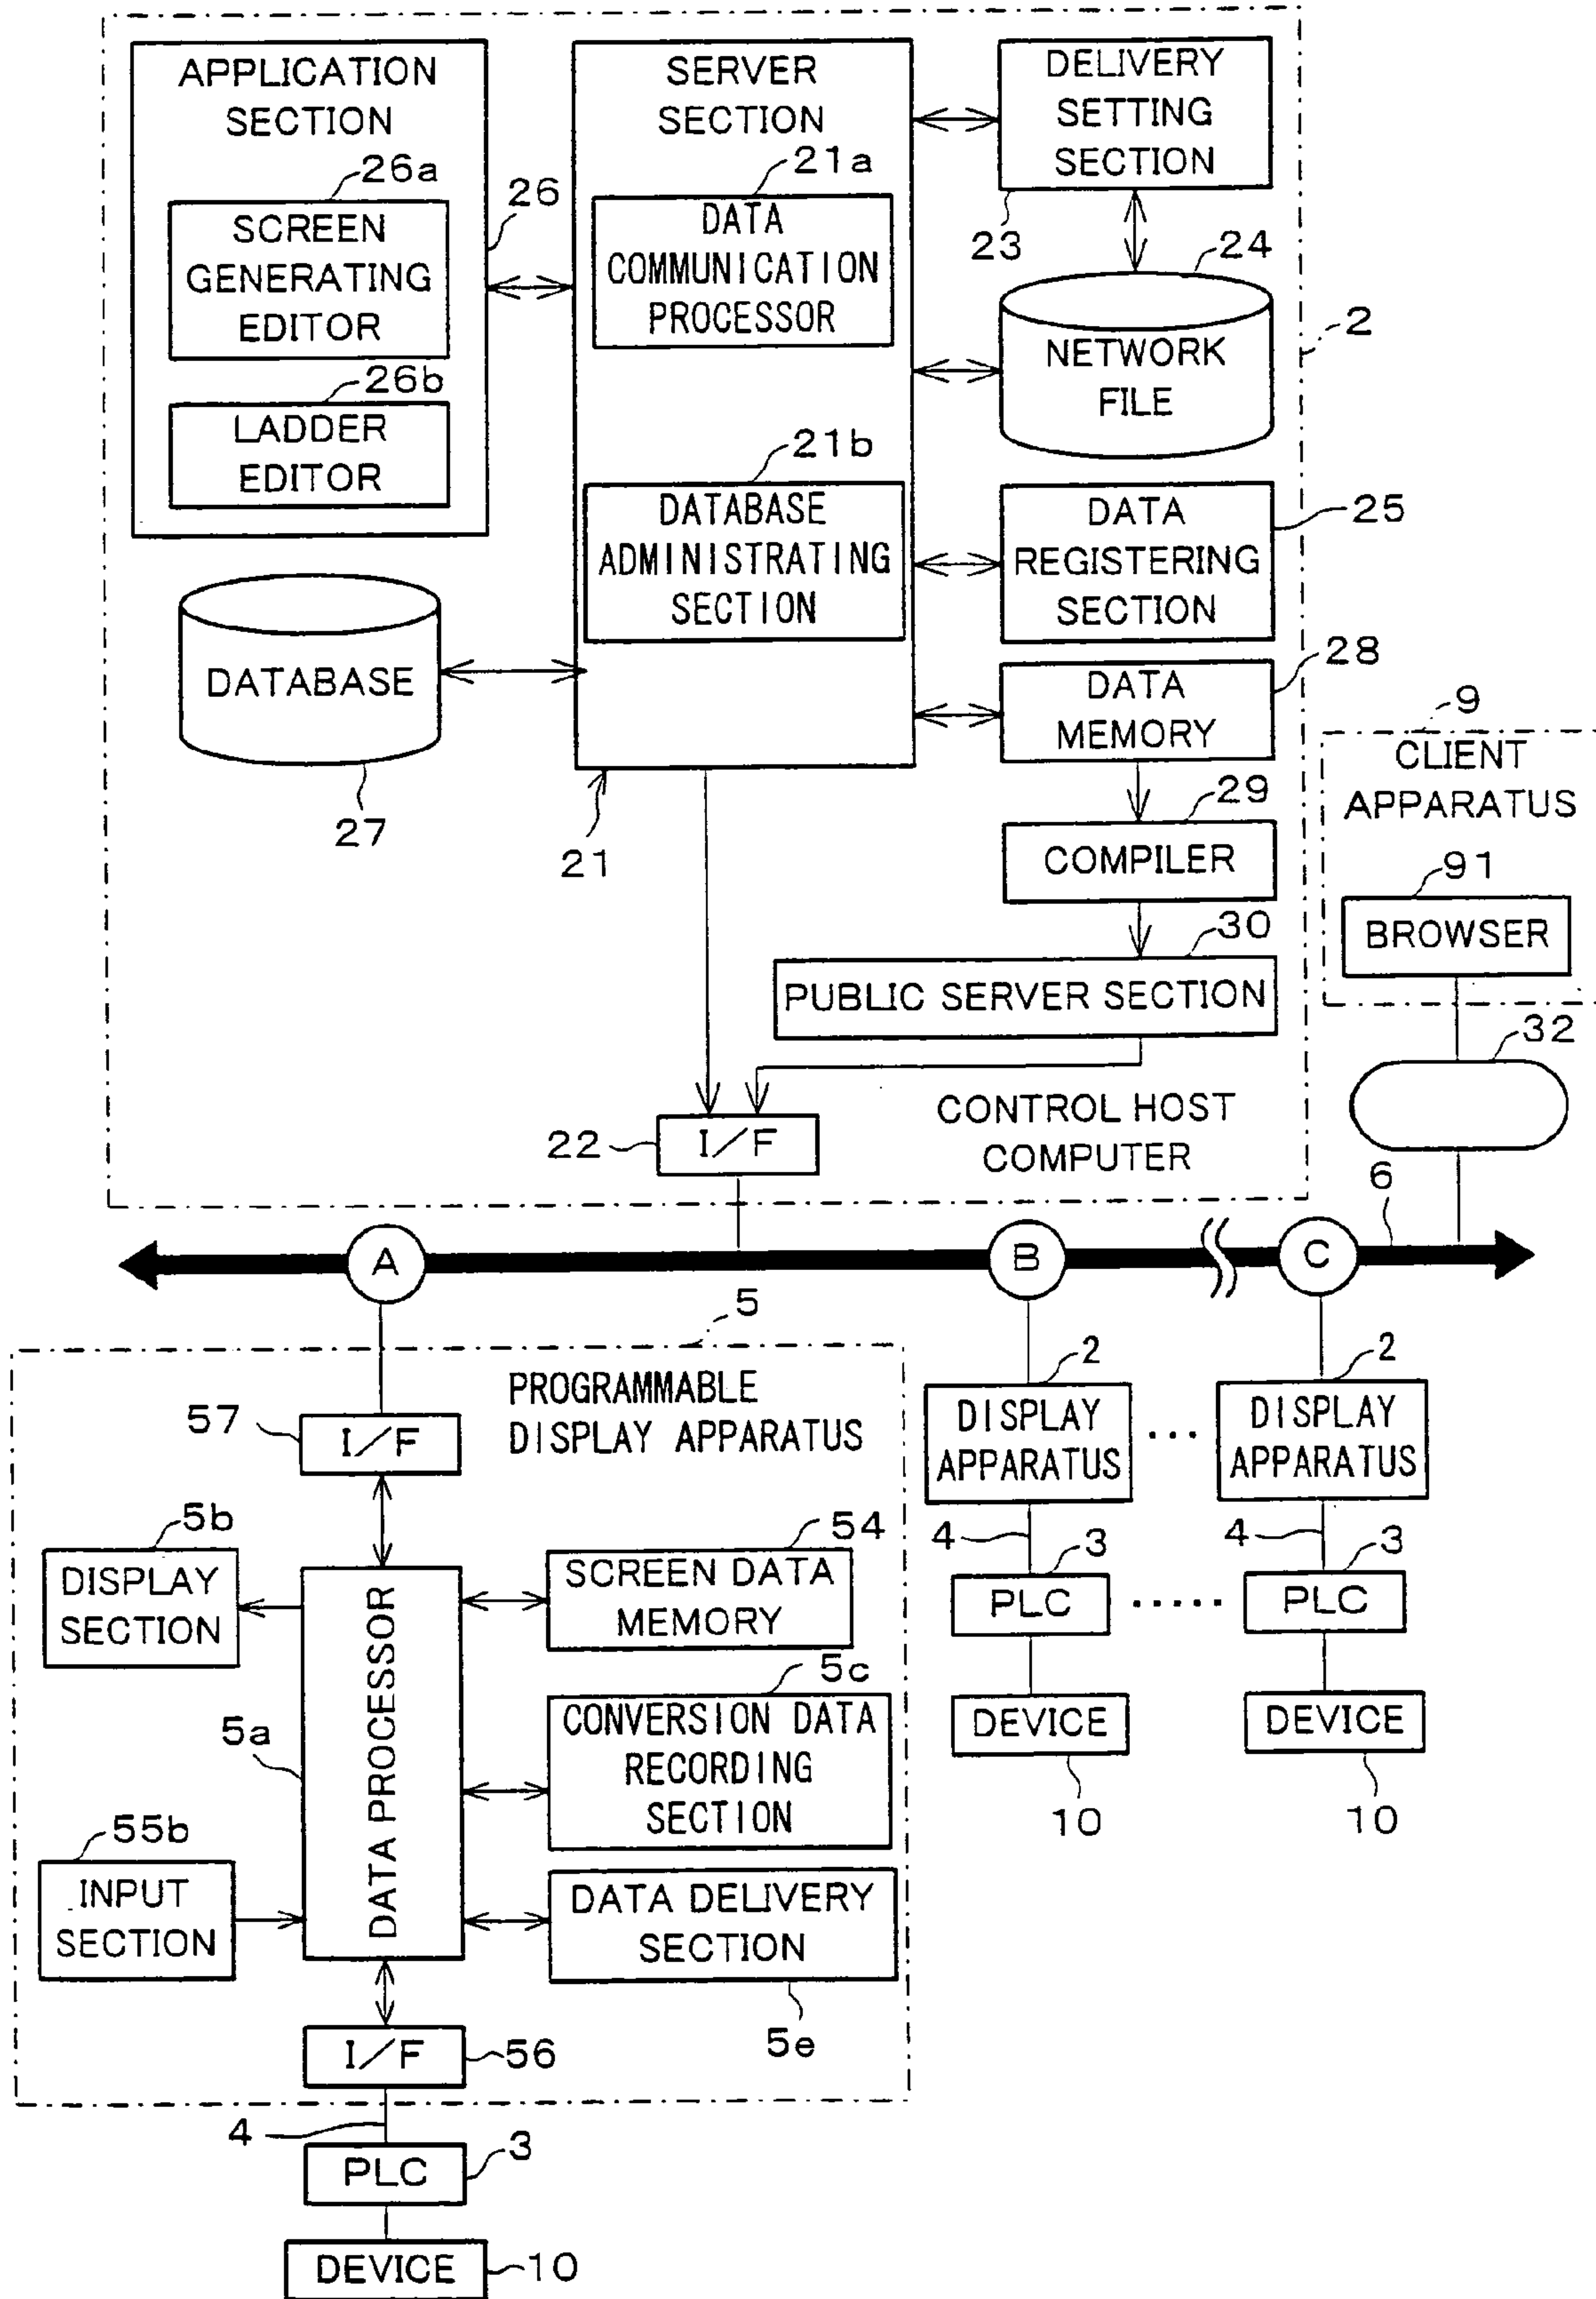 APPLICATION
SECTION
26a
SCREEN
GENERATING
EDITOR
26b
LADDER
EDITOR
26
SERVER
SECTION
21a
DATA
COMMUNICATION
PROCESSOR
21b
DATABASE
ADMINISTRATING
SECTION
21
DELIVERY
SETTING
SECTION
23
24
NETWORK
FILE
2
DATA
REGISTERING
SECTION
25
DATABASE
27
DATA
MEMORY
28
29
COMPILER
30
PUBLIC SERVER SECTION
22
I/F
CONTROL HOST
COMPUTER
9
CLIENT
APPARATUS
91
BROWSER
32
6
A
B
C
5
PROGRAMMABLE
DISPLAY APPARATUS
57
I/F
5b
DISPLAY
SECTION
5a
DATA PROCESSOR
54
SCREEN DATA
MEMORY
5c
CONVERSION DATA
RECORDING
SECTION
55b
INPUT
SECTION
DATA DELIVERY
SECTION
5e
I/F
56
4
3
PLC
DEVICE
10
2
DISPLAY
APPARATUS
4
3
PLC
DEVICE
10
...
.....
2
DISPLAY
APPARATUS
4
3
PLC
DEVICE
10